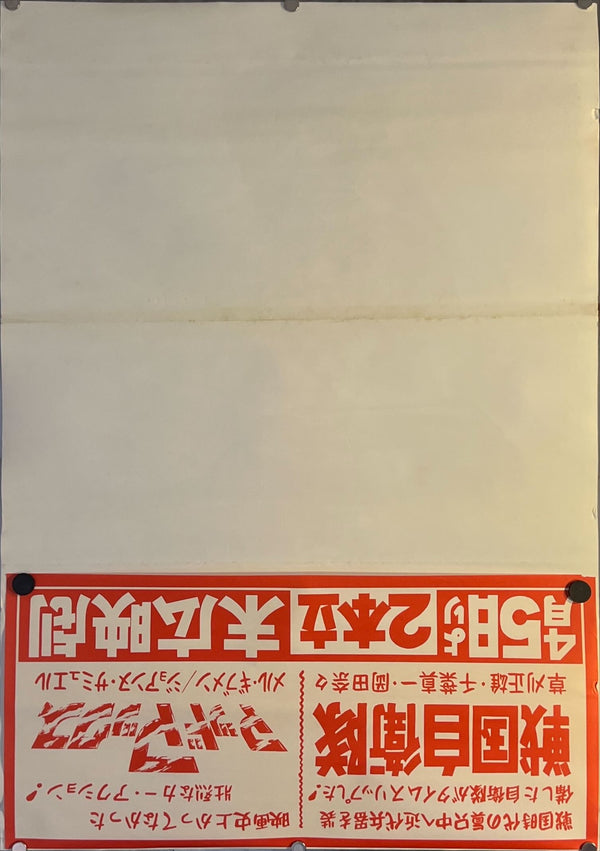 戦国時代の真只中へ近代兵器を装
備した自衛隊がタイムスリップした!
戦国自衛隊
草刈正雄・千葉真一・岡田奈々
映画史上かってなかった
壮烈なカー・アクション!
マッドマックス
メル・ギブメン/ジョアンヌ・サミュエル
4月5日より2本立 末広映劇